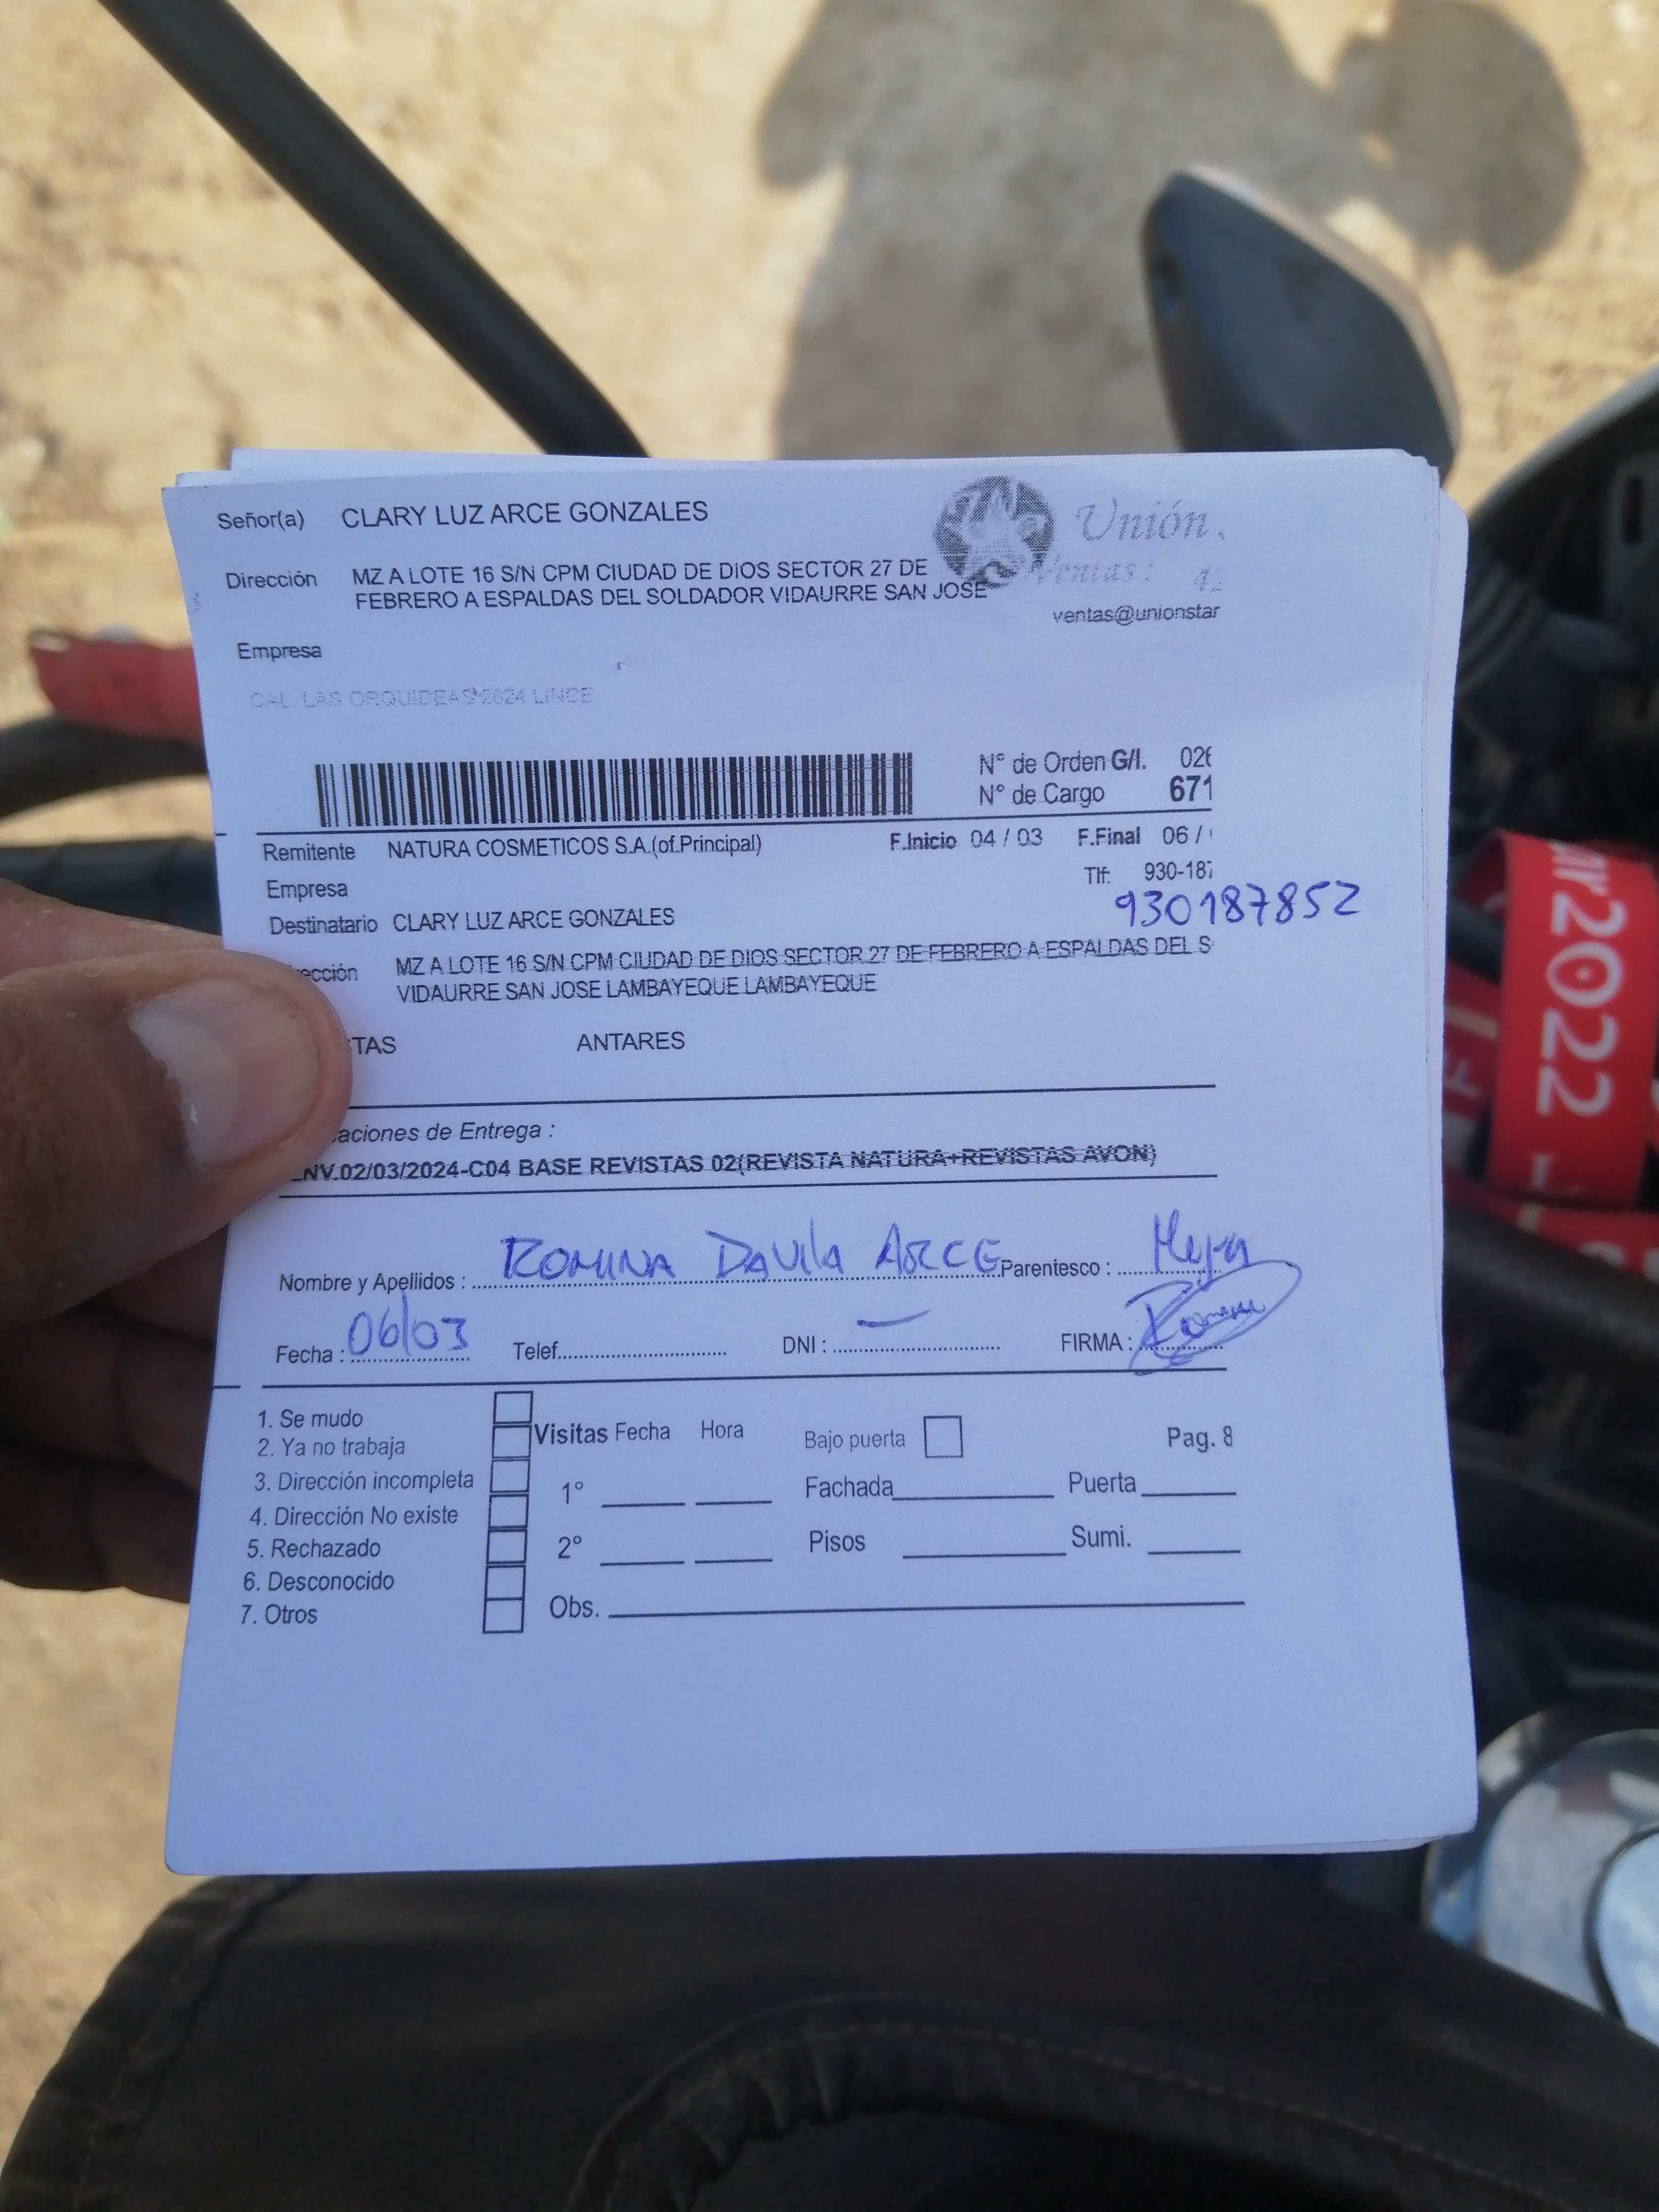 Señor(a) CLARY LUZ ARCE GONZALES
Unión
Dirección MZ A LOTE 16 S/N CPM CIUDAD DE DIOS SECTOR 27 DE
FEBRERO A ESPALDAS DEL SOLDADOR VIDAURRE SAN JOSE
Ventas:
ventas@unionstar
Empresa
CAL. LAS ORQUIDEAS 2624 LINCE
N° de Orden G/I. 026
N° de Cargo 671
Remitente NATURA COSMETICOS S.A.(of.Principal) F.Inicio 04 / 03 F.Final 06 /
Empresa Tlf: 930-187
930187852
Destinatario CLARY LUZ ARCE GONZALES
ección MZ A LOTE 16 S/N CPM CIUDAD DE DIOS SECTOR 27 DE FEBRERO A ESPALDAS DEL S
VIDAURRE SAN JOSE LAMBAYEQUE LAMBAYEQUE
TAS ANTARES
aciones de Entrega :
NV.02/03/2024-C04 BASE REVISTAS 02(REVISTA NATURA+REVISTAS AVON)
Nombre y Apellidos : ROMINA DAVILA ARCE Parentesco :
Fecha : 06/03 Telef. DNI : — FIRMA :
1. Se mudo
2. Ya no trabaja
3. Dirección incompleta
4. Dirección No existe
5. Rechazado
6. Desconocido
7. Otros
Visitas Fecha Hora Bajo puerta Pag. 8
1° Fachada Puerta
2° Pisos Sumi.
Obs.
2022